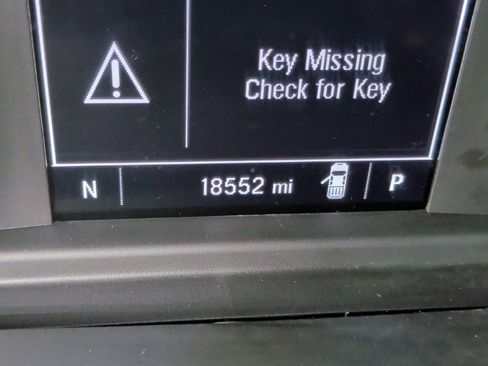 Key Missing
Check for Key
N 18552 mi P